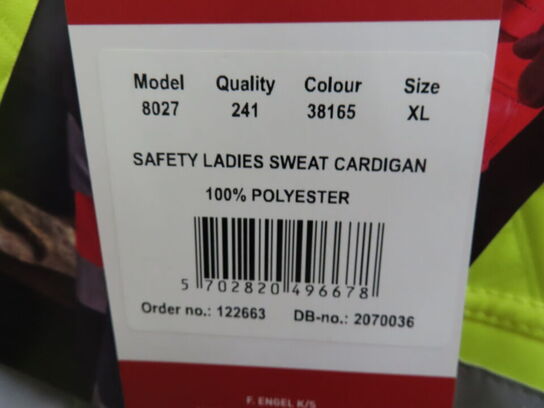 Model Quality Colour Size
8027 241 38165 XL
SAFETY LADIES SWEAT CARDIGAN
100% POLYESTER
5 702820 496678
Order no.: 122663 DB-no.: 2070036
F. ENGEL K/S